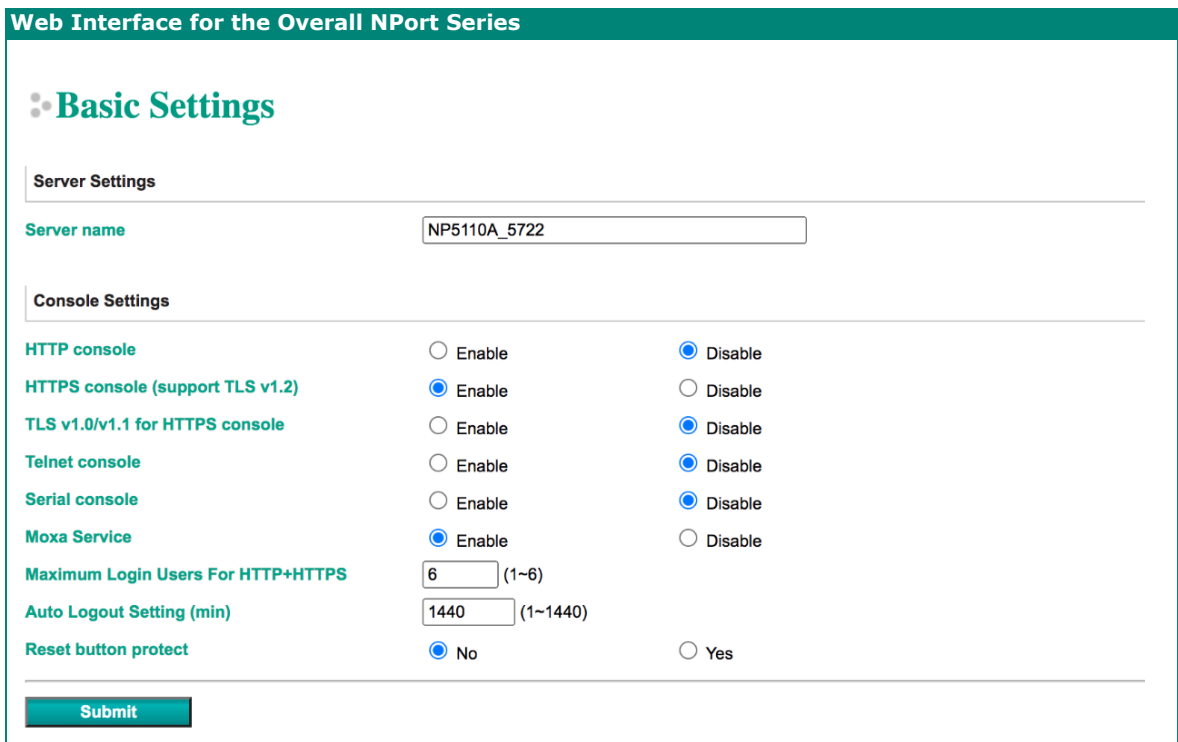 Web Interface for the Overall NPort Series
Basic Settings
Server Settings
Server name NP5110A_5722
Console Settings
HTTP console Enable Disable
HTTPS console (support TLS v1.2) Enable Disable
TLS v1.0/v1.1 for HTTPS console Enable Disable
Telnet console Enable Disable
Serial console Enable Disable
Moxa Service Enable Disable
Maximum Login Users For HTTP+HTTPS 6 (1~6)
Auto Logout Setting (min) 1440 (1~1440)
Reset button protect No Yes
Submit